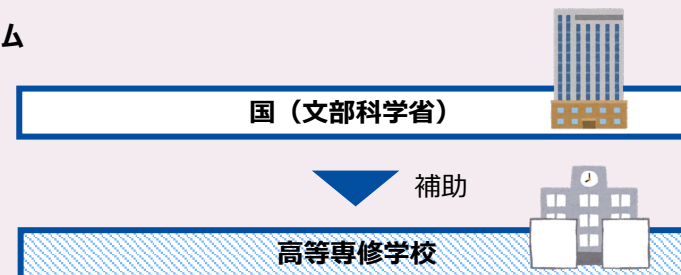 ム
国（文部科学省）
補助
高等専修学校